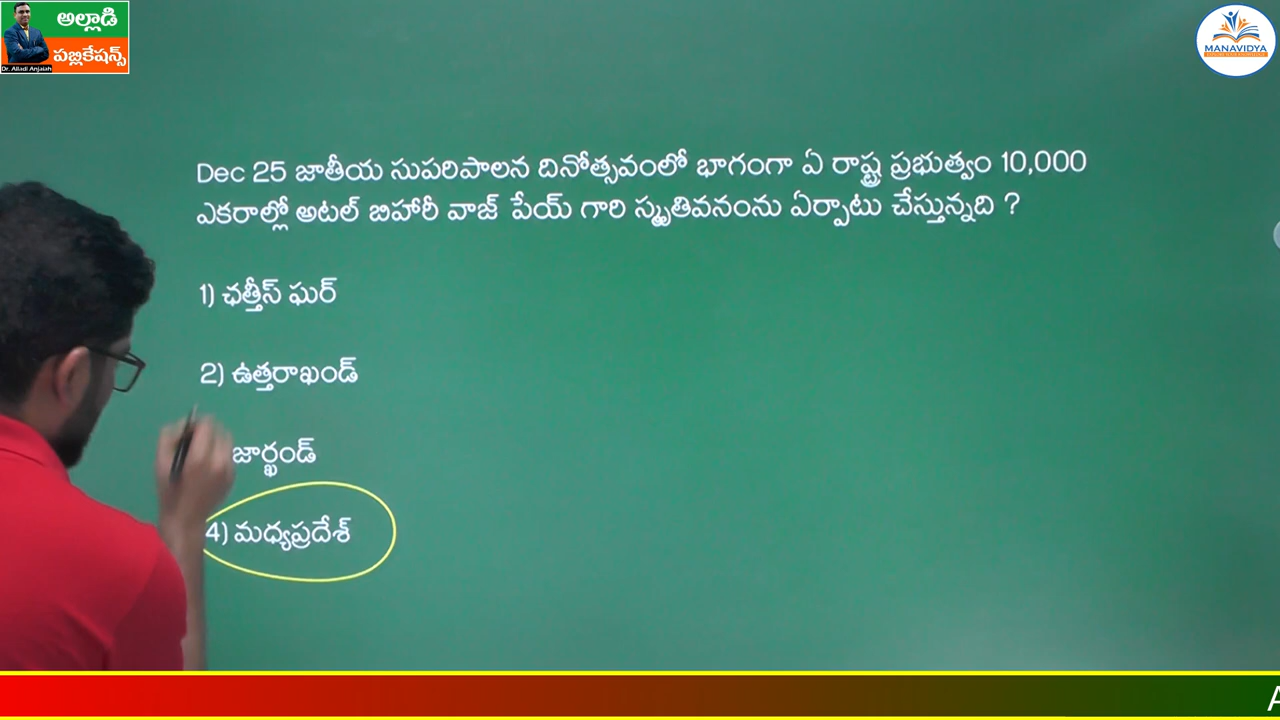 అల్లాడి
పబ్లికేషన్స్
Dr. Alladi Anjaiah
MANAVIDYA
Dec 25 జాతీయ సుపరిపాలన దినోత్సవంలో భాగంగా ఏ రాష్ట్ర ప్రభుత్వం 10,000
ఎకరాల్లో అటల్ బిహారీ వాజ్ పేయ్ గారి స్మృతివనంను ఏర్పాటు చేస్తున్నది ?
1) ఛత్తీస్ ఘర్
2) ఉత్తరాఖండ్
జార్ఖండ్
4) మధ్యప్రదేశ్